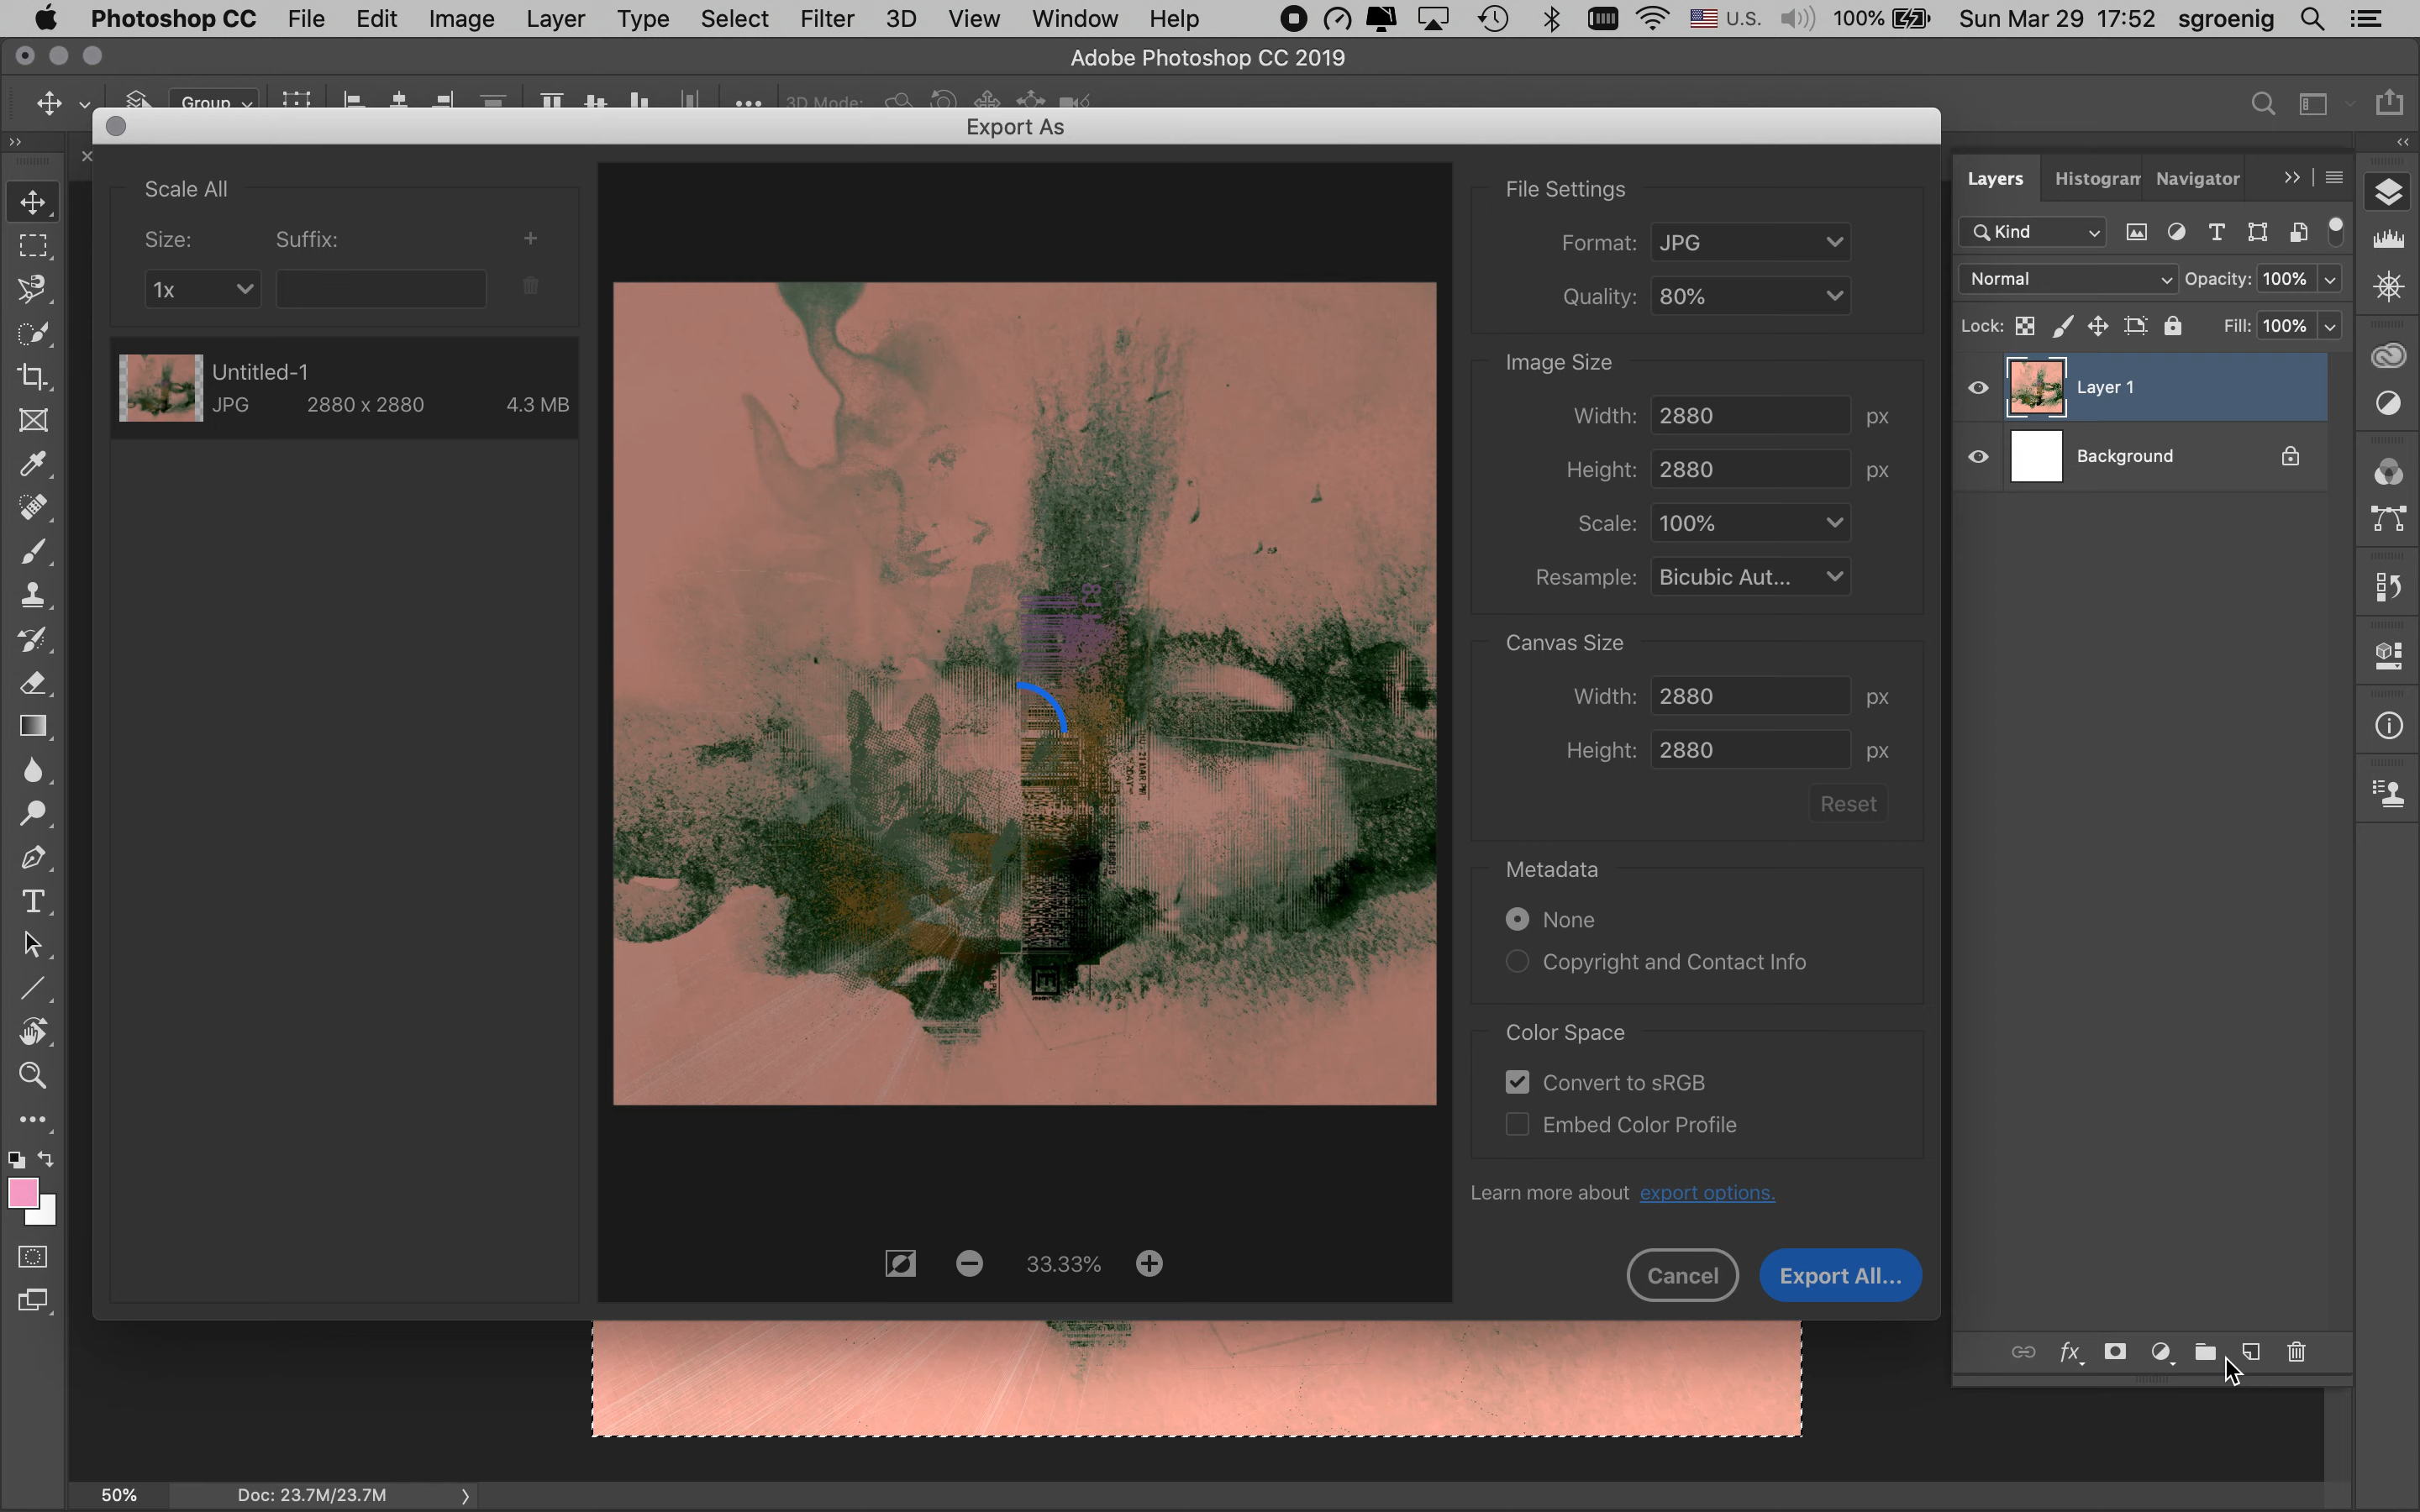 Photoshop CC File Edit Image Layer Type Select Filter 3D View Window Help U.S. 100% Sun Mar 29 17:52 sgroenig
Adobe Photoshop CC 2019
Group 3D Mode:
Export As
Scale All
Size: Suffix:
1x
Untitled-1
JPG 2880 x 2880 4.3 MB
33.33%
File Settings
Format: JPG
Quality: 80%
Image Size
Width: 2880 px
Height: 2880 px
Scale: 100%
Resample: Bicubic Aut...
Canvas Size
Width: 2880 px
Height: 2880 px
Reset
Metadata
None
Copyright and Contact Info
Color Space
Convert to sRGB
Embed Color Profile
Learn more about export options.
Cancel Export All...
Layers Histogram Navigator
Kind
Normal Opacity: 100%
Lock: Fill: 100%
Layer 1
Background
fx
50% Doc: 23.7M/23.7M